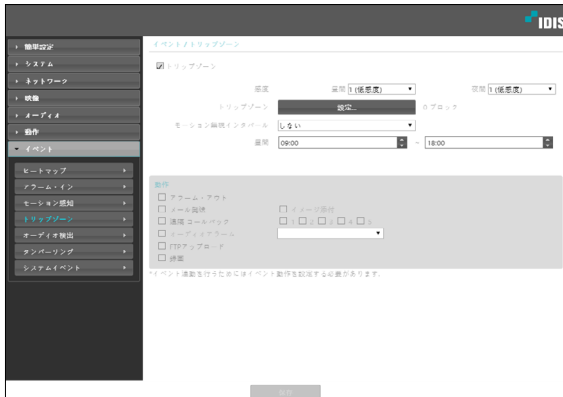 IDIS
簡単設定
システム
ネットワーク
映像
オーディオ
動作
イベント
ヒートマップ
アラーム・イン
モーション感知
トリップゾーン
オーディオ検出
タンパーリング
システムイベント
イベント / トリップゾーン
トリップゾーン
感度 昼間 1 (低感度) 夜間 1 (低感度)
トリップゾーン 設定... 0 ブロック
モーション無視インターバル しない
昼間 09:00 ~ 18:00
動作
アラーム・アウト
メール発続 イメージ添付
遠隔 コールバック 1 2 3 4 5
オーディオアラーム
FTPアップロード
録画
*イベント連動を行うためにはイベント動作を設定する必要があります。